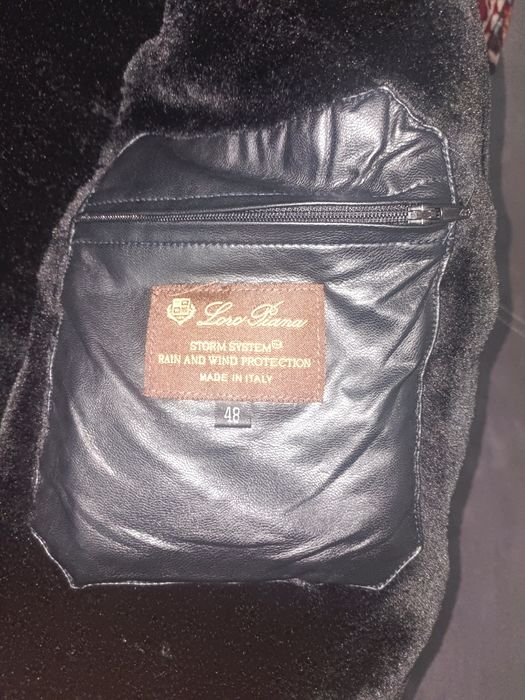 Loro Piana
STORM SYSTEM
RAIN AND WIND PROTECTION
MADE IN ITALY
48